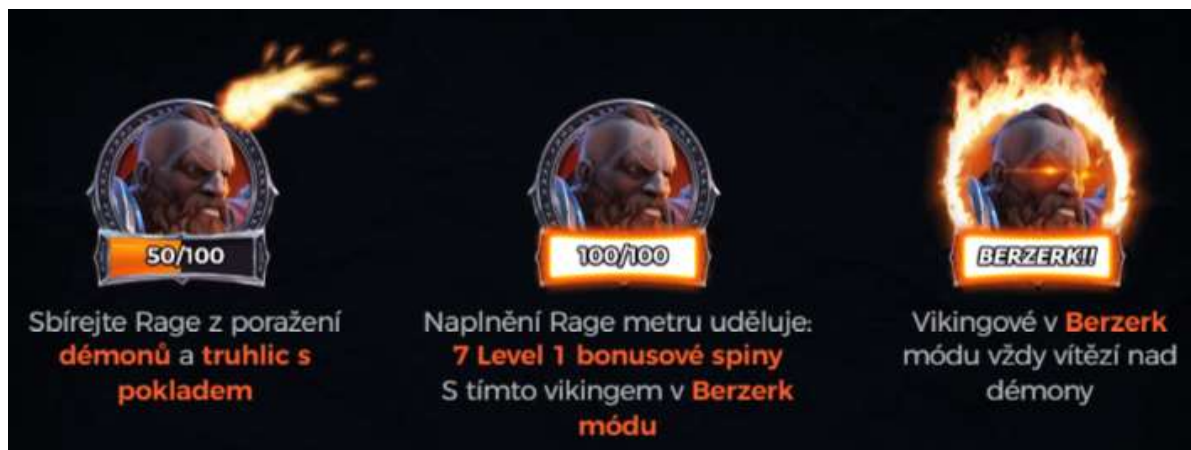 50/100
Sbírejte Rage z poražení
démonů a truhlic s
pokladem
100/100
Naplnění Rage metru uděluje:
7 Level 1 bonusové spiny
S tímto vikingem v Berzerk
módu
BERZERK!!
Vikingové v Berzerk
módu vždy vítězí nad
démony